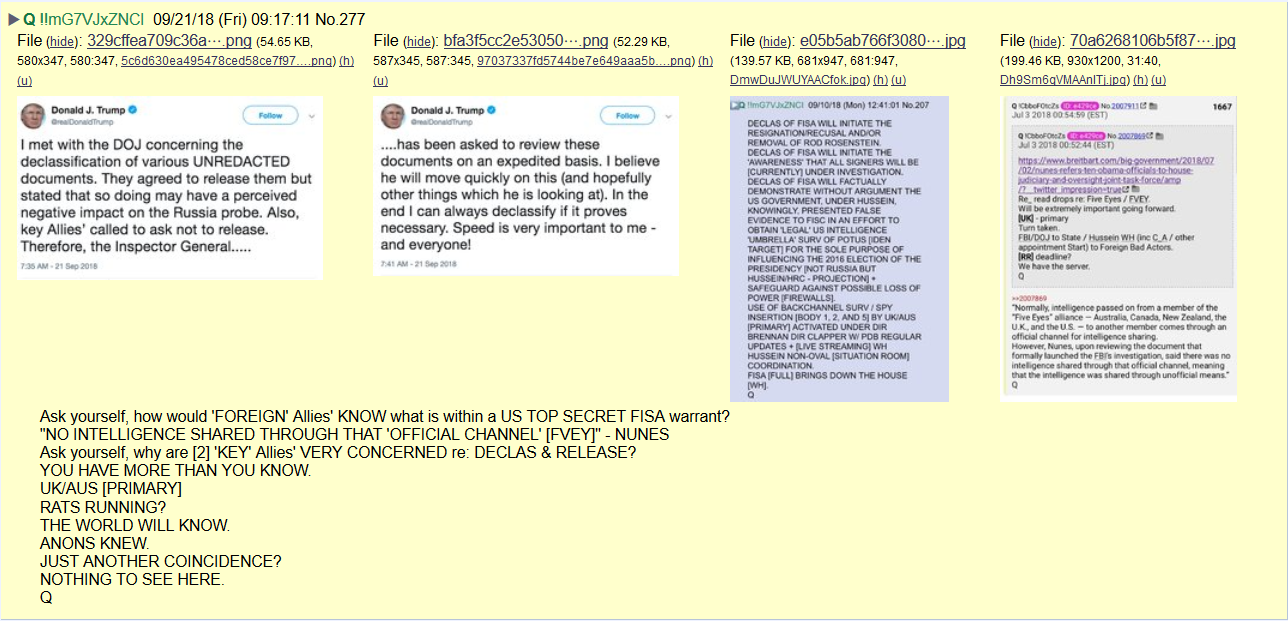 Q !!mG7VJxZNCI 09/21/18 (Fri) 09:17:11 No.277
File (hide): 329cffea709c36a⋯.png (54.65 KB,
580x347, 580:347, 5c6d630ea495478ced58ce7f97....png) (h)
(u)
Donald J. Trump
@realDonaldTrump
Follow
I met with the DOJ concerning the
declassification of various UNREDACTED
documents. They agreed to release them but
stated that so doing may have a perceived
negative impact on the Russia probe. Also,
key Allies' called to ask not to release.
Therefore, the Inspector General.....
7:35 AM - 21 Sep 2018
File (hide): bfa3f5cc2e53050⋯.png (52.29 KB,
587x345, 587:345, 97037337fd5744be7e649aaa5b....png) (h)
(u)
Donald J. Trump
@realDonaldTrump
Follow
....has been asked to review these
documents on an expedited basis. I believe
he will move quickly on this (and hopefully
other things which he is looking at). In the
end I can always declassify if it proves
necessary. Speed is very important to me -
and everyone!
7:41 AM - 21 Sep 2018
File (hide): e05b5ab766f3080⋯.jpg
(139.57 KB, 681x947, 681:947,
DmwDuJWUYAACfok.jpg) (h) (u)
Q !!mG7VJxZNCI 09/10/18 (Mon) 12:41:01 No.207
DECLAS OF FISA WILL INITIATE THE
RESIGNATION/RECUSAL AND/OR
REMOVAL OF ROD ROSENSTEIN.
DECLAS OF FISA WILL INITIATE THE
'AWARENESS' THAT ALL SIGNERS WILL BE
[CURRENTLY] UNDER INVESTIGATION.
DECLAS OF FISA WILL FACTUALLY
DEMONSTRATE WITHOUT ARGUMENT THE
US GOVERNMENT, UNDER HUSSEIN,
KNOWINGLY, PRESENTED FALSE
EVIDENCE TO FISC IN AN EFFORT TO
OBTAIN 'LEGAL' US INTELLIGENCE
'UMBRELLA' SURV OF POTUS [IDEN
TARGET] FOR THE SOLE PURPOSE OF
INFLUENCING THE 2016 ELECTION OF THE
PRESIDENCY [NOT RUSSIA BUT
HUSSEIN/HRC - PROJECTION] +
SAFEGUARD AGAINST POSSIBLE LOSS OF
POWER [FIREWALLS].
USE OF BACKCHANNEL SURV / SPY
INSERTION [BODY 1, 2, AND 5] BY UK/AUS
[PRIMARY] ACTIVATED UNDER DIR
BRENNAN DIR CLAPPER W/ PDB REGULAR
UPDATES + [LIVE STREAMING] WH
HUSSEIN NON-OVAL [SITUATION ROOM]
COORDINATION.
FISA [FULL] BRINGS DOWN THE HOUSE
[WH].
Q
File (hide): 70a6268106b5f87⋯.jpg
(199.46 KB, 930x1200, 31:40,
Dh9Sm6qVMAAnITj.jpg) (h) (u)
Q !CbboFOtcZs ID: e429ce No.2007911
1667
Jul 3 2018 00:54:59 (EST)
Q !CbboFOtcZs ID: e429ce No.2007869
Jul 3 2018 00:52:44 (EST)
https://www.breitbart.com/big-government/2018/07
/02/nunes-refers-ten-obama-officials-to-house-
judiciary-and-oversight-joint-task-force/amp
/?__twitter_impression=true
Re_ read drops re: Five Eyes / FVEY.
Will be extremely important going forward.
[UK] - primary
Turn taken.
FBI/DOJ to State / Hussein WH (inc C_A / other
appointment Start) to Foreign Bad Actors.
[RR] deadline?
We have the server.
Q
>>2007869
"Normally, intelligence passed on from a member of the
"Five Eyes" alliance — Australia, Canada, New Zealand, the
U.K., and the U.S. — to another member comes through an
official channel for intelligence sharing.
However, Nunes, upon reviewing the document that
formally launched the FBI's investigation, said there was no
intelligence shared through that official channel, meaning
that the intelligence was shared through unofficial means."
Q
Ask yourself, how would 'FOREIGN' Allies' KNOW what is within a US TOP SECRET FISA warrant?
"NO INTELLIGENCE SHARED THROUGH THAT 'OFFICIAL CHANNEL' [FVEY]" - NUNES
Ask yourself, why are [2] 'KEY' Allies' VERY CONCERNED re: DECLAS & RELEASE?
YOU HAVE MORE THAN YOU KNOW.
UK/AUS [PRIMARY]
RATS RUNNING?
THE WORLD WILL KNOW.
ANONS KNEW.
JUST ANOTHER COINCIDENCE?
NOTHING TO SEE HERE.
Q